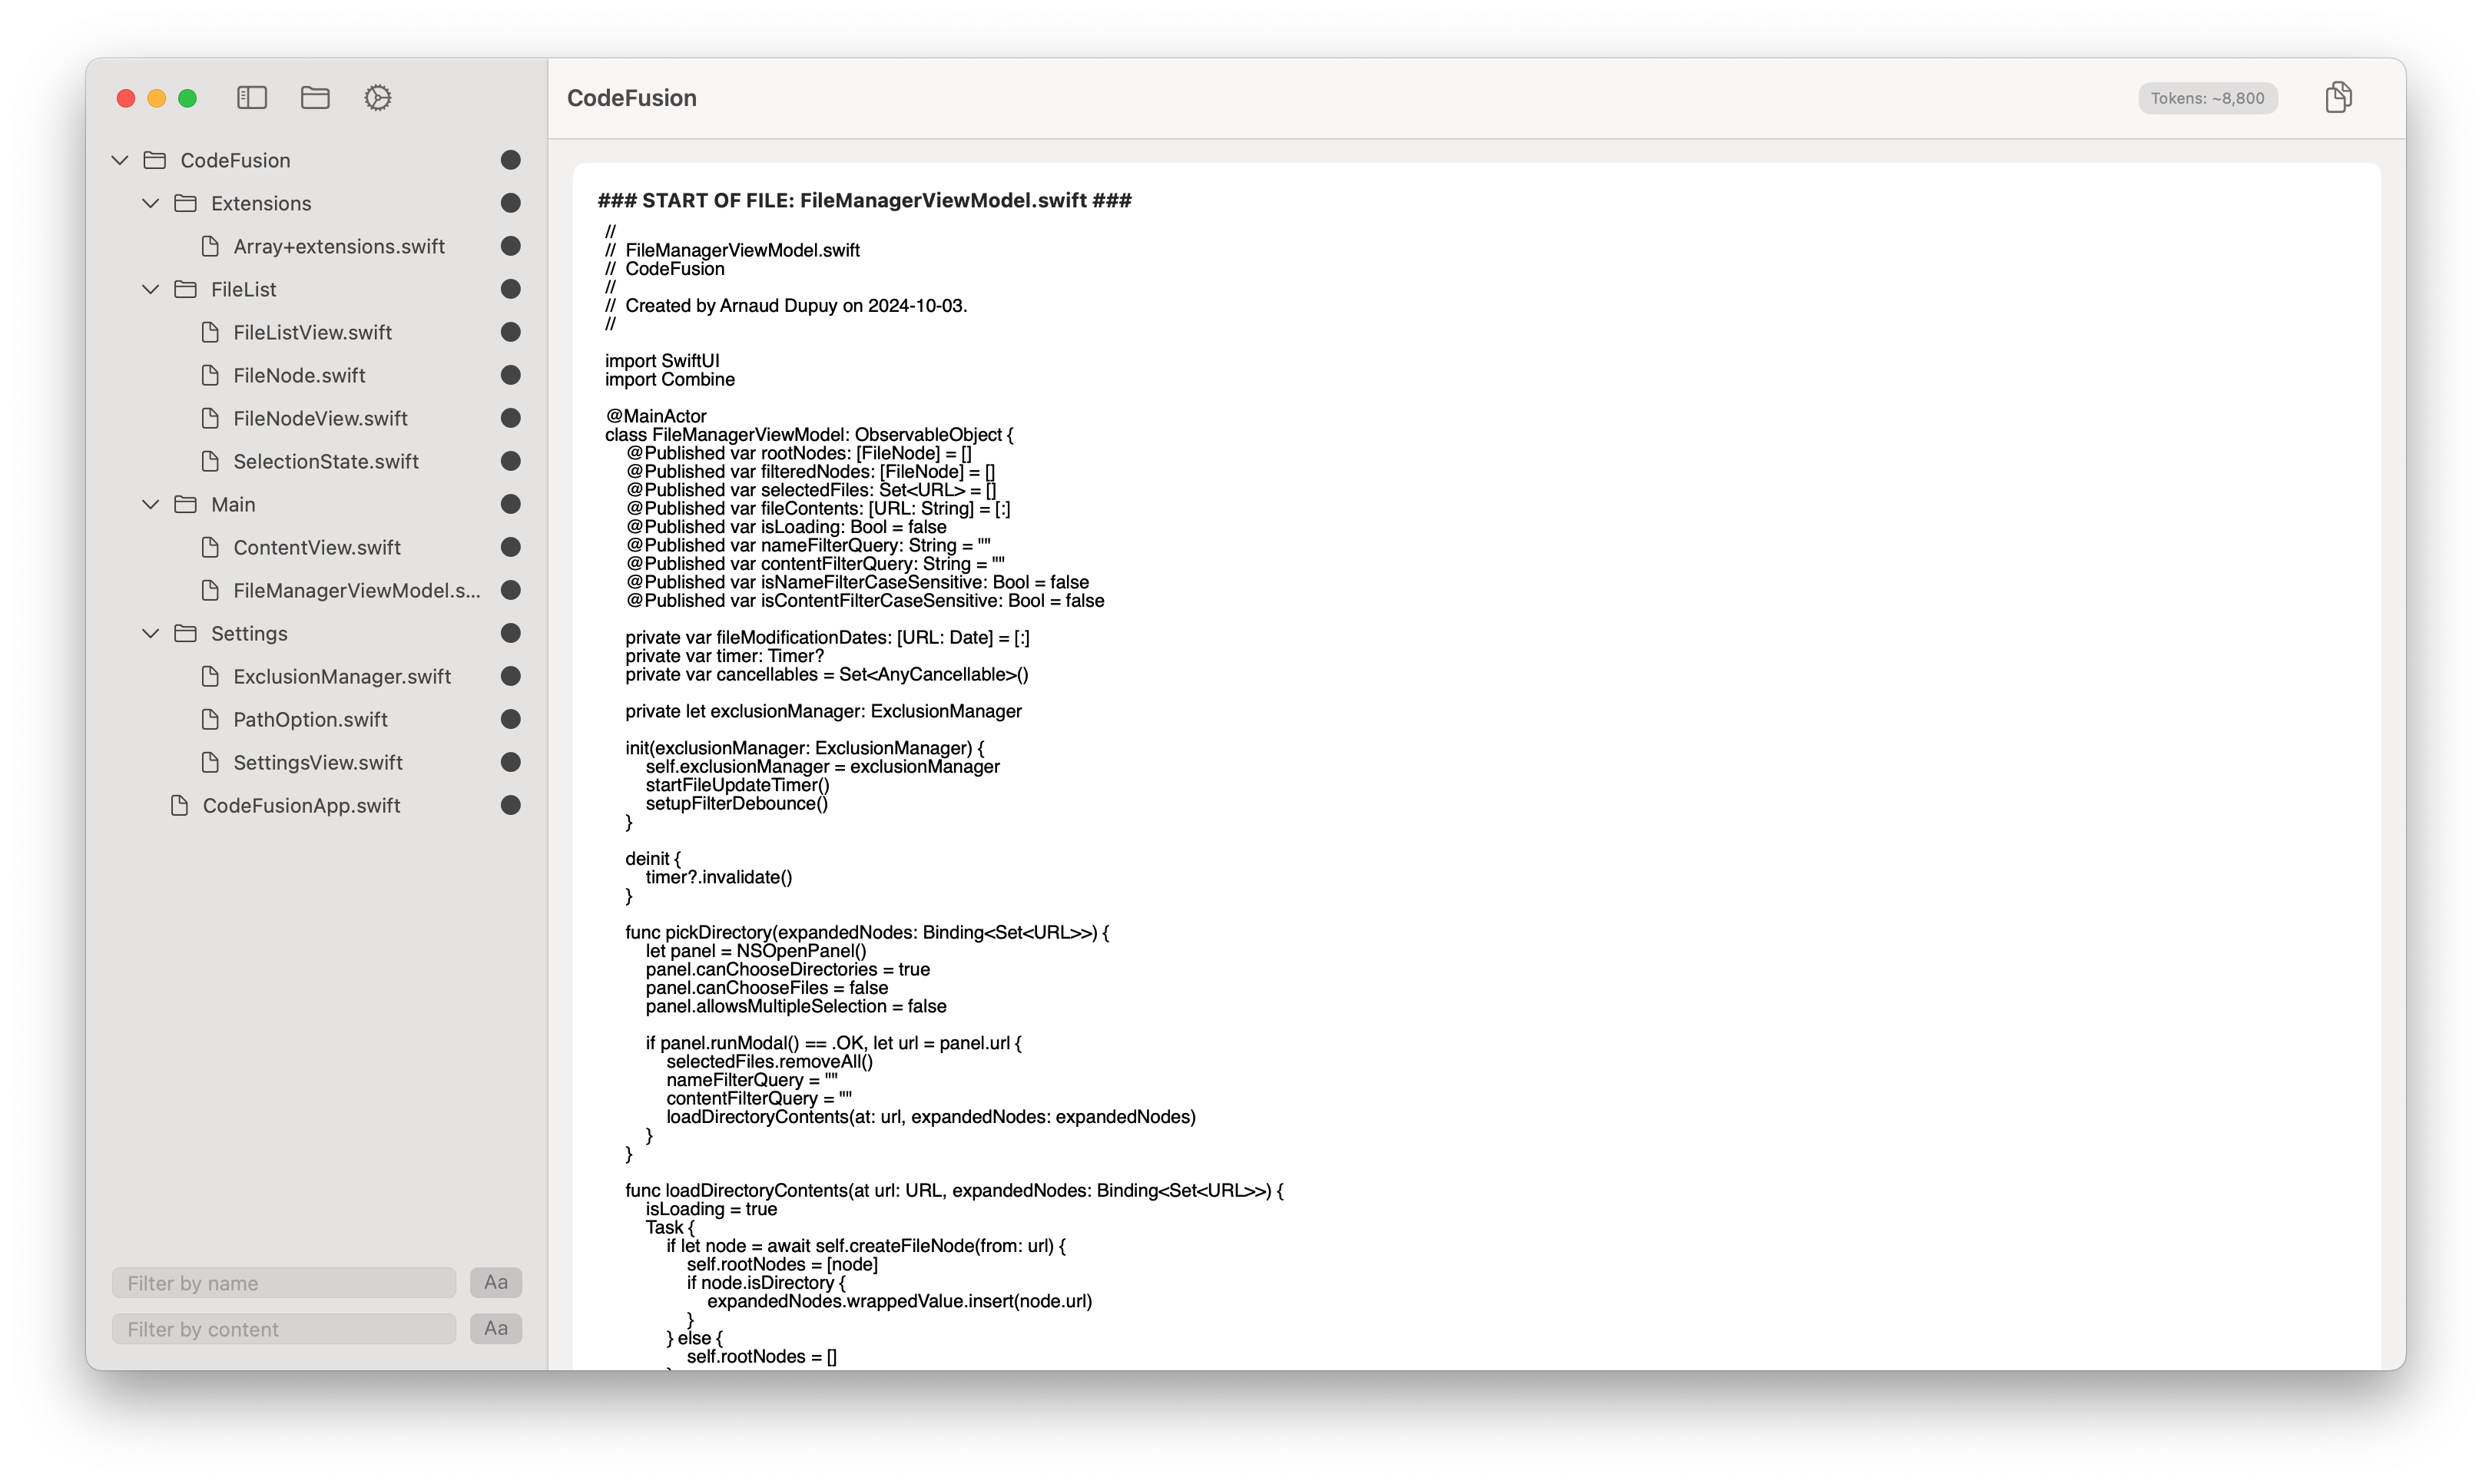 CodeFusion
Extensions
Array+extensions.swift
FileList
FileListView.swift
FileNode.swift
FileNodeView.swift
SelectionState.swift
Main
ContentView.swift
FileManagerViewModel.s...
Settings
ExclusionManager.swift
PathOption.swift
SettingsView.swift
CodeFusionApp.swift
Filter by name
Aa
Filter by content
Aa
CodeFusion
Tokens: ~8,800
### START OF FILE: FileManagerViewModel.swift ###
//
//  FileManagerViewModel.swift
//  CodeFusion
//
//  Created by Arnaud Dupuy on 2024-10-03.
//
import SwiftUI
import Combine
@MainActor
class FileManagerViewModel: ObservableObject {
    @Published var rootNodes: [FileNode] = []
    @Published var filteredNodes: [FileNode] = []
    @Published var selectedFiles: Set<URL> = []
    @Published var fileContents: [URL: String] = [:]
    @Published var isLoading: Bool = false
    @Published var nameFilterQuery: String = ""
    @Published var contentFilterQuery: String = ""
    @Published var isNameFilterCaseSensitive: Bool = false
    @Published var isContentFilterCaseSensitive: Bool = false
    private var fileModificationDates: [URL: Date] = [:]
    private var timer: Timer?
    private var cancellables = Set<AnyCancellable>()
    private let exclusionManager: ExclusionManager
    init(exclusionManager: ExclusionManager) {
        self.exclusionManager = exclusionManager
        startFileUpdateTimer()
        setupFilterDebounce()
    }
    deinit {
        timer?.invalidate()
    }
    func pickDirectory(expandedNodes: Binding<Set<URL>>) {
        let panel = NSOpenPanel()
        panel.canChooseDirectories = true
        panel.canChooseFiles = false
        panel.allowsMultipleSelection = false
        if panel.runModal() == .OK, let url = panel.url {
            selectedFiles.removeAll()
            nameFilterQuery = ""
            contentFilterQuery = ""
            loadDirectoryContents(at: url, expandedNodes: expandedNodes)
        }
    }
    func loadDirectoryContents(at url: URL, expandedNodes: Binding<Set<URL>>) {
        isLoading = true
        Task {
            if let node = await self.createFileNode(from: url) {
                self.rootNodes = [node]
                if node.isDirectory {
                    expandedNodes.wrappedValue.insert(node.url)
                }
            } else {
                self.rootNodes = []